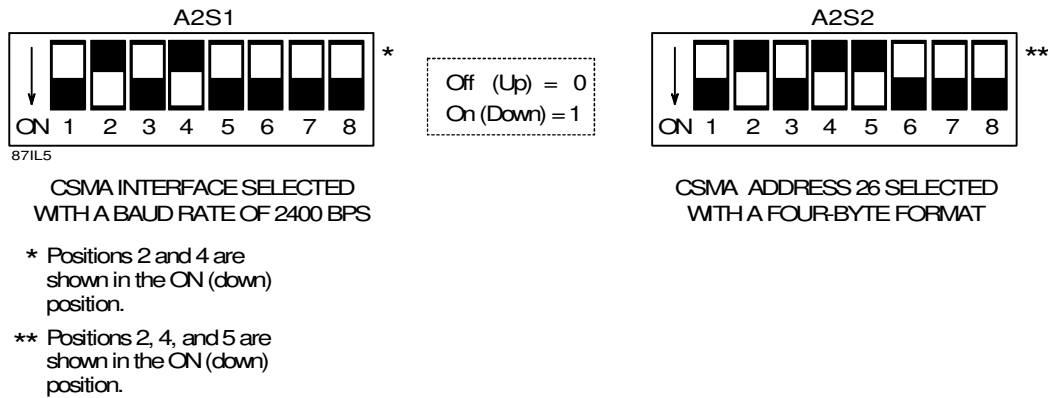 A2S1
*
ON 1 2 3 4 5 6 7 8
87IL5
CSMA INTERFACE SELECTED
WITH A BAUD RATE OF 2400 BPS
* Positions 2 and 4 are
shown in the ON (down)
position.
** Positions 2, 4, and 5 are
shown in the ON (down)
position.
Off (Up) = 0
On (Down) = 1
A2S2
**
ON 1 2 3 4 5 6 7 8
CSMA ADDRESS 26 SELECTED
WITH A FOUR-BYTE FORMAT